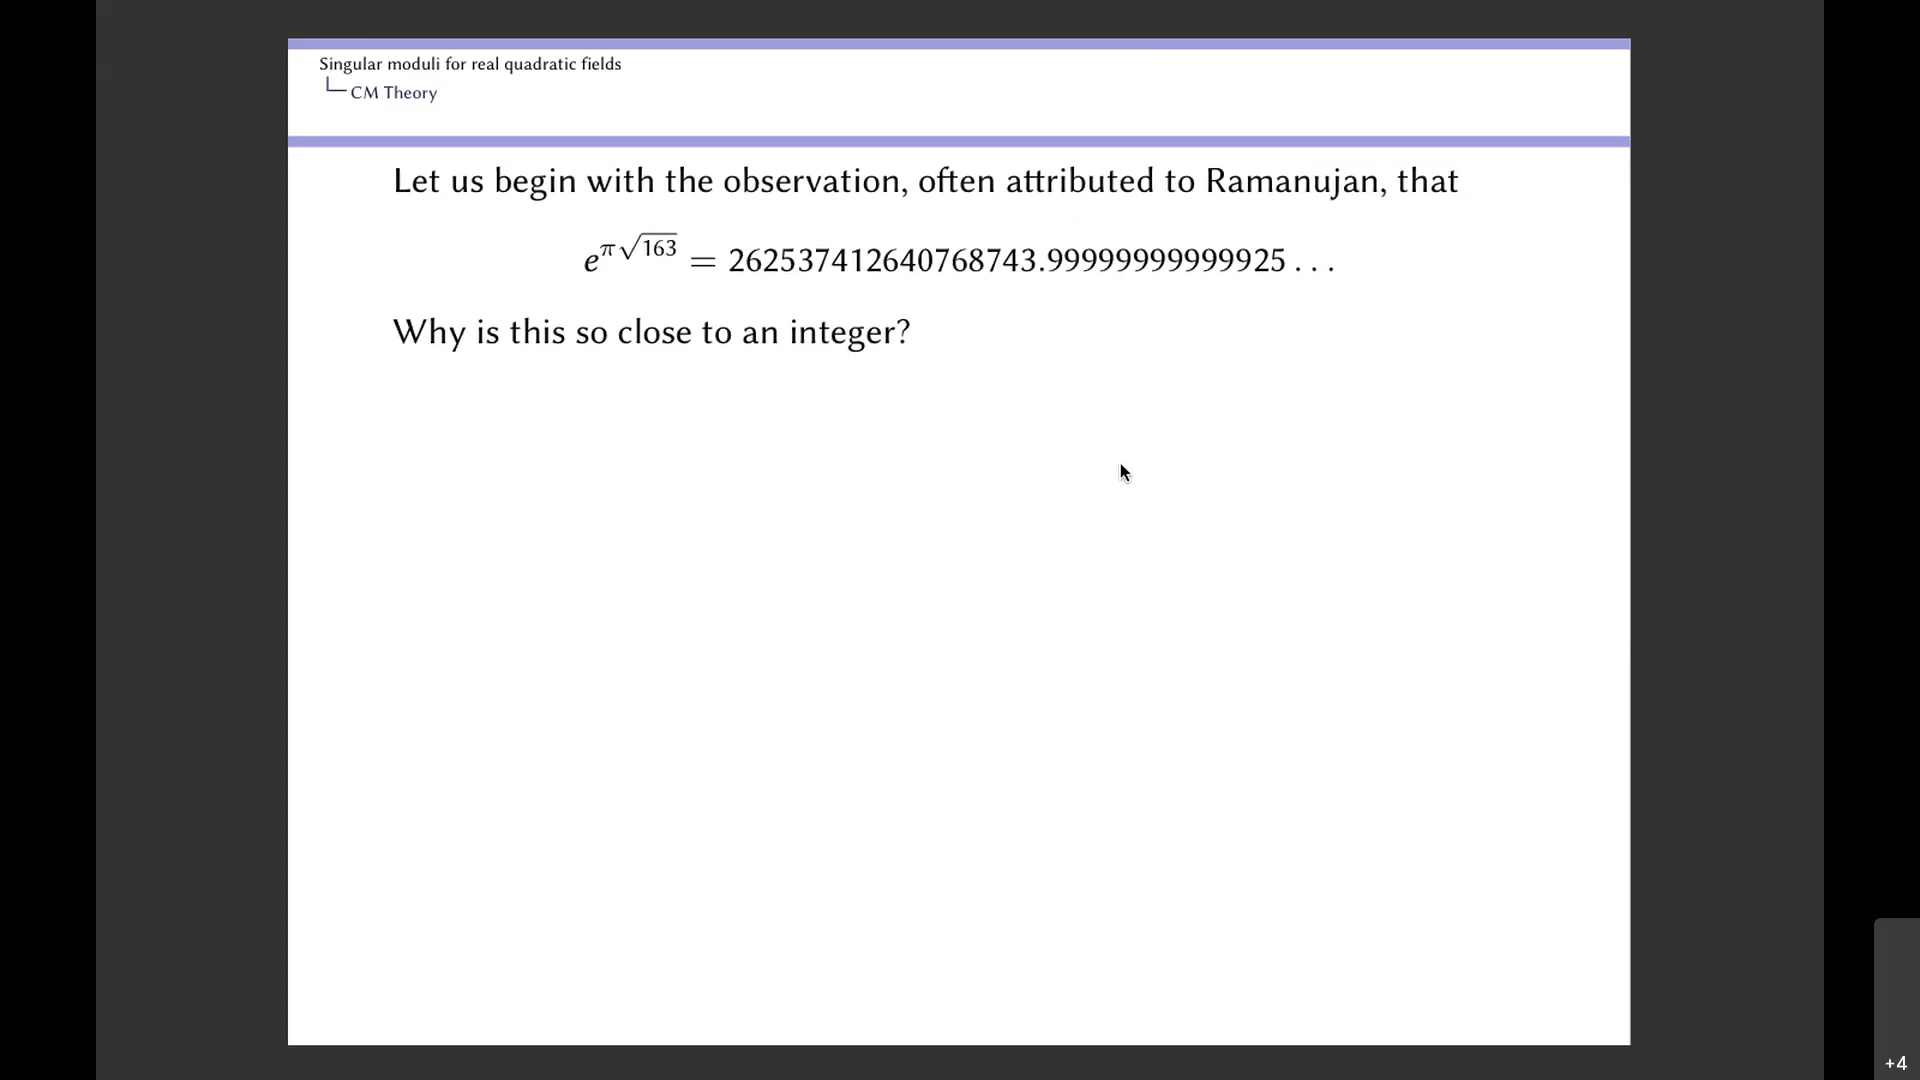 Singular moduli for real quadratic fields
CM Theory
Let us begin with the observation, often attributed to Ramanujan, that
e^{π√163} = 262537412640768743.99999999999925...
Why is this so close to an integer?
+4